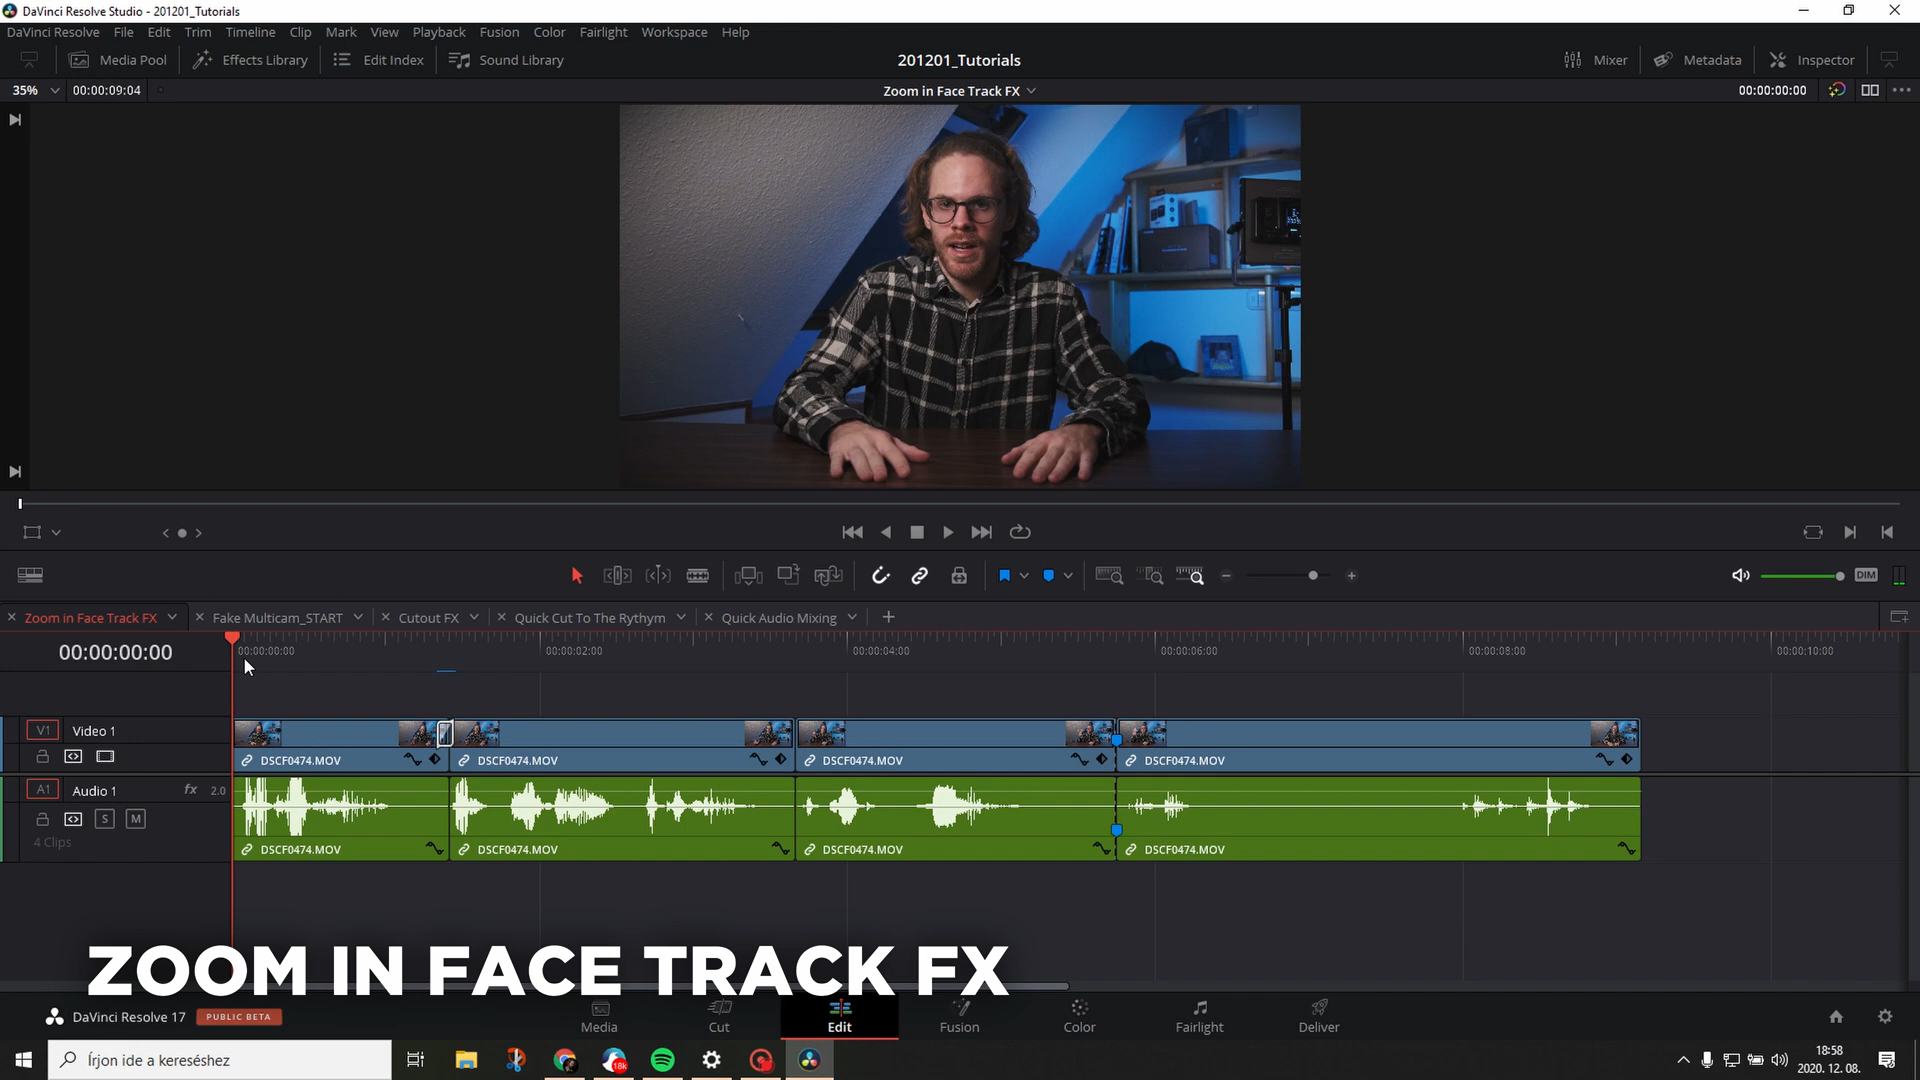 DaVinci Resolve Studio - 201201_Tutorials
DaVinci Resolve File Edit Trim Timeline Clip Mark View Playback Fusion Color Fairlight Workspace Help
Media Pool Effects Library Edit Index Sound Library 201201_Tutorials Mixer Metadata Inspector
35% 00:00:09:04 Zoom in Face Track FX 00:00:00:00
DIM
Zoom in Face Track FX Fake Multicam_START Cutout FX Quick Cut To The Rythym Quick Audio Mixing
00:00:00:00 00:00:00:00 00:00:02:00 00:00:04:00 00:00:06:00 00:00:08:00 00:00:10:00
V1 Video 1
DSCF0474.MOV DSCF0474.MOV DSCF0474.MOV DSCF0474.MOV
A1 Audio 1 fx 2.0
S M
4 Clips
DSCF0474.MOV DSCF0474.MOV DSCF0474.MOV DSCF0474.MOV
ZOOM IN FACE TRACK FX
DaVinci Resolve 17 PUBLIC BETA Media Cut Edit Fusion Color Fairlight Deliver
Írjon ide a kereséshez 18k 18:58
2020. 12. 08.